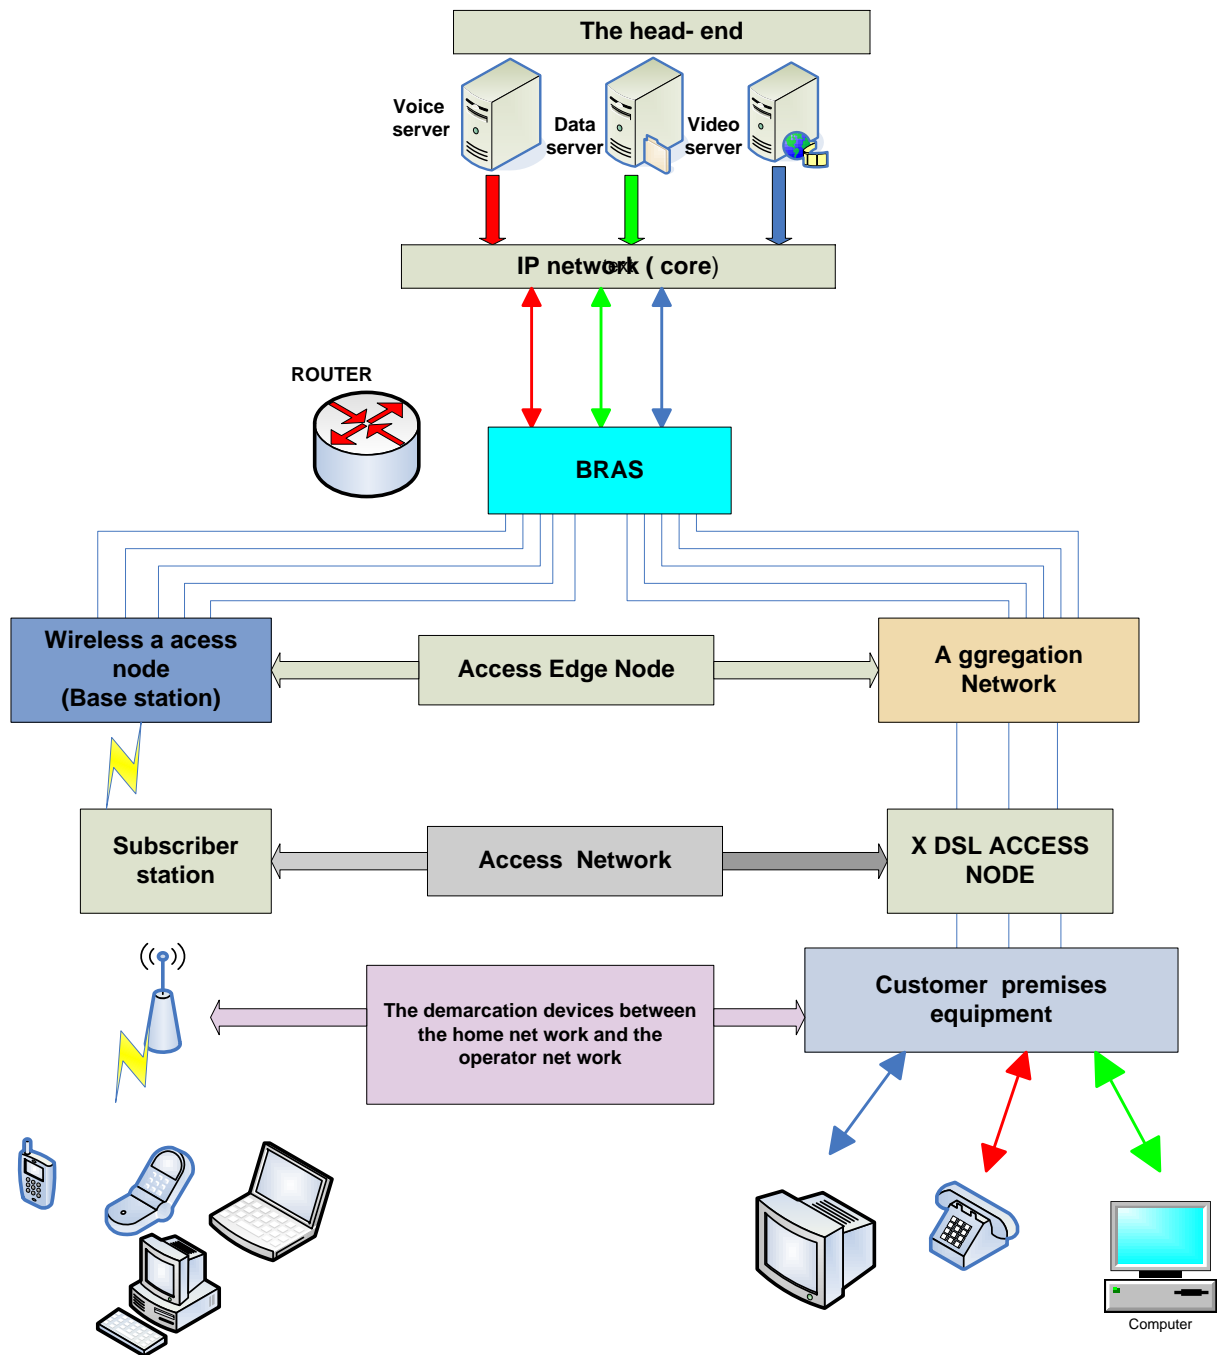 The head- end
Voice
server
Data
server
Video
server
IP network ( core)
text
ROUTER
BRAS
Wireless a acess
node
(Base station)
Access Edge Node
A ggregation
Network
Subscriber
station
Access Network
X DSL ACCESS
NODE
The demarcation devices between
the home net work and the
operator net work
Customer premises
equipment
Computer